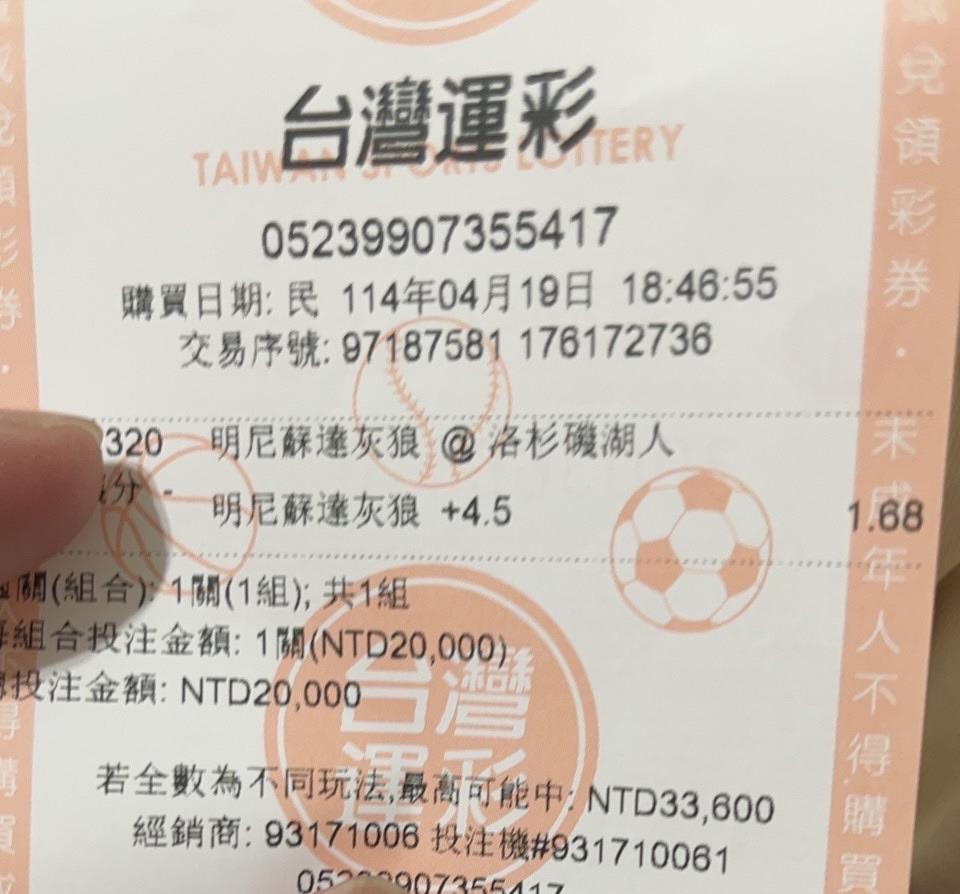 台灣運彩
TAIWAN SPORTS LOTTERY
05239907355417
購買日期: 民 114年04月19日 18:46:55
交易序號: 97187581 176172736
320 明尼蘇達灰狼 @ 洛杉磯湖人
分 - 明尼蘇達灰狼 +4.5 1.68
關(組合): 1關(1組); 共1組
組合投注金額: 1關(NTD20,000)
投注金額: NTD20,000
台灣
運彩
若全數為不同玩法,最高可能中: NTD33,600
經銷商: 93171006 投注機#931710061
兌領彩券．未成年人不得購買